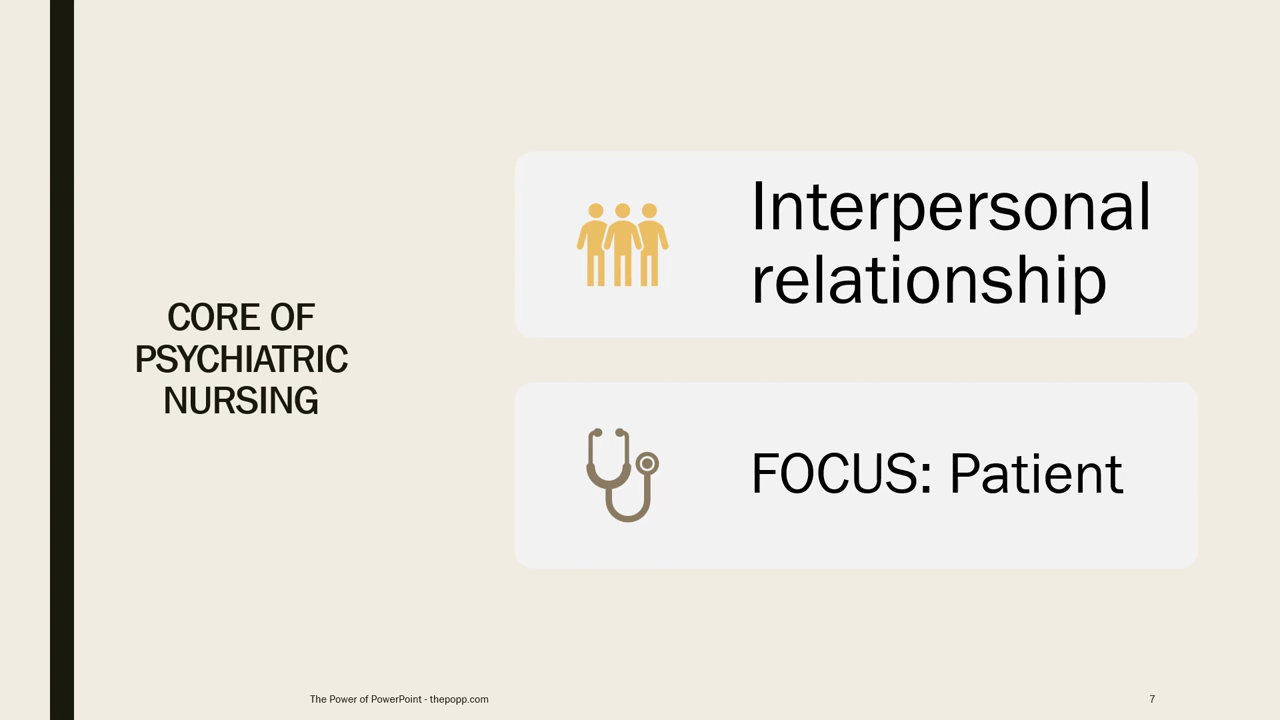 CORE OF
PSYCHIATRIC
NURSING
Interpersonal
relationship
FOCUS: Patient
The Power of PowerPoint - thepopp.com
7